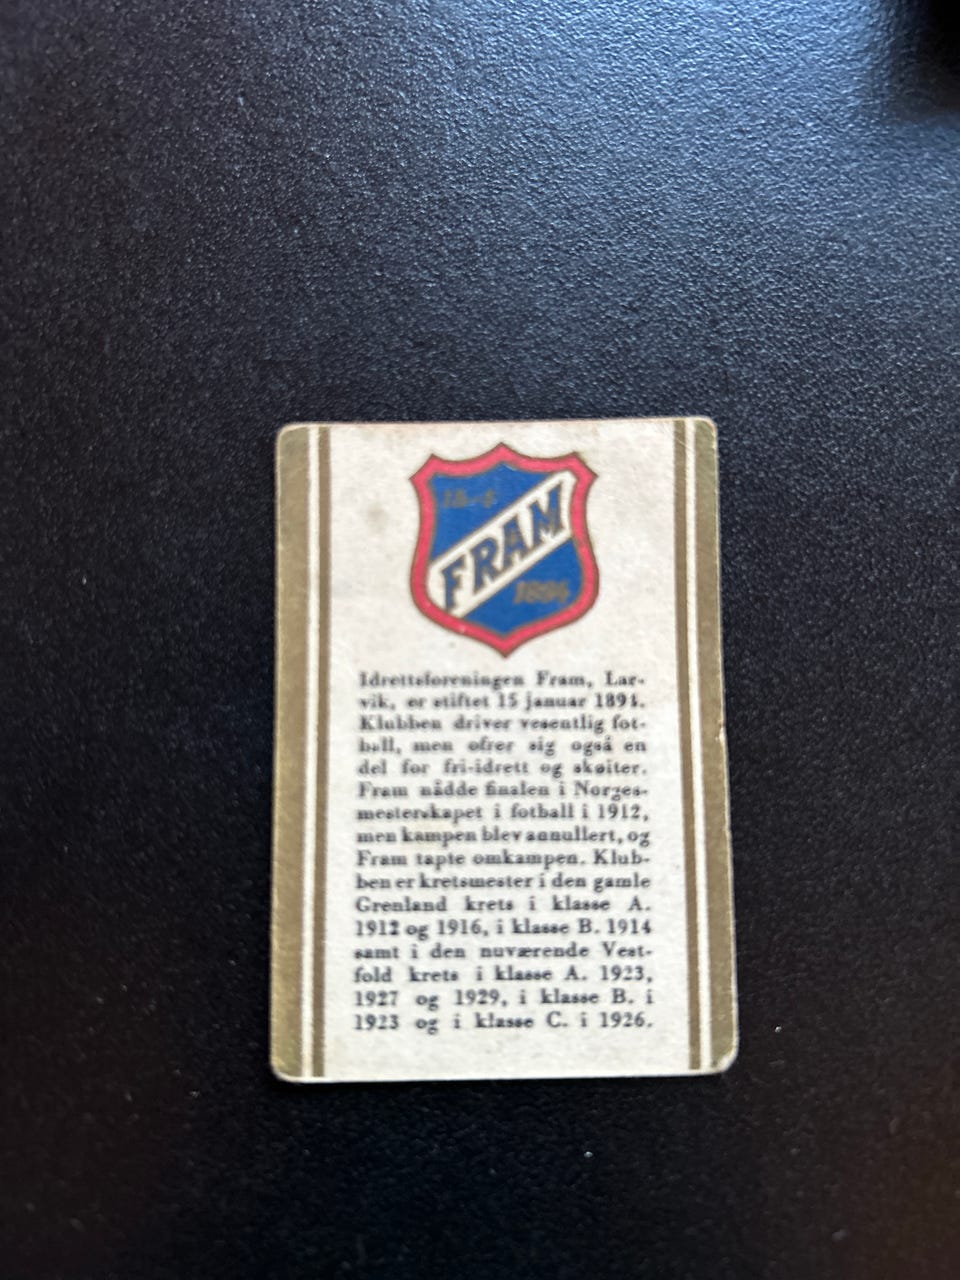 FRAM
1894
Idrettsforeningen Fram, Lar-
vik, er stiftet 15 januar 1894.
Klubben driver vesentlig fot-
ball, men ofrer sig også en
del for fri-idrett og skøiter.
Fram nådde finalen i Norges-
mesterskapet i fotball i 1912,
men kampen blev annullert, og
Fram tapte omkampen. Klub-
ben er kretsmester i den gamle
Grenland krets i klasse A.
1912 og 1916, i klasse B. 1914
samt i den nuværende Vest-
fold krets i klasse A. 1923,
1927 og 1929, i klasse B. i
1923 og i klasse C. i 1926.